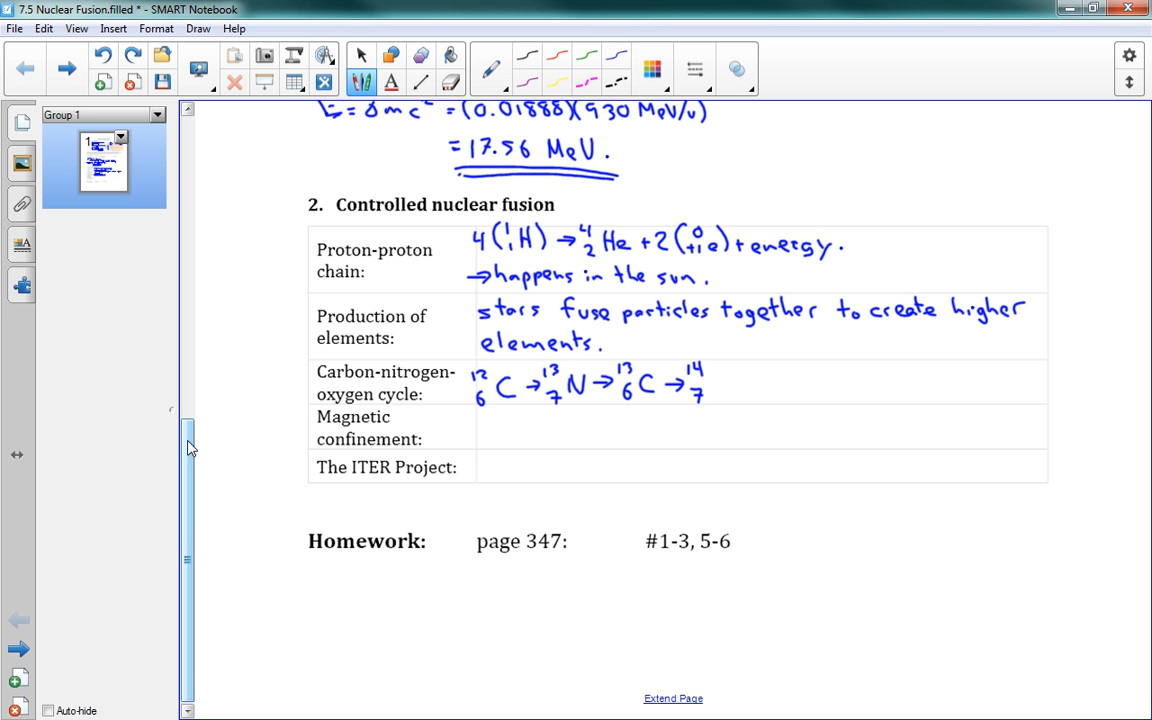 7.5 Nuclear Fusion.filled * - SMART Notebook
File Edit View Insert Format Draw Help
Group 1
1
E = Δmc² = (0.01888)(930 MeV/u)
= 17.56 MeV.
2. Controlled nuclear fusion
Proton-proton chain:
4(¹₁H) → ⁴₂He + 2(⁰₊₁e) + energy.
→ happens in the sun.
Production of elements:
stars fuse particles together to create higher
elements.
Carbon-nitrogen-
oxygen cycle:
¹²₆C → ¹³₇N → ¹³₆C → ¹⁴₇
Magnetic
confinement:
The ITER Project:
Homework: page 347: #1-3, 5-6
Extend Page
Auto-hide